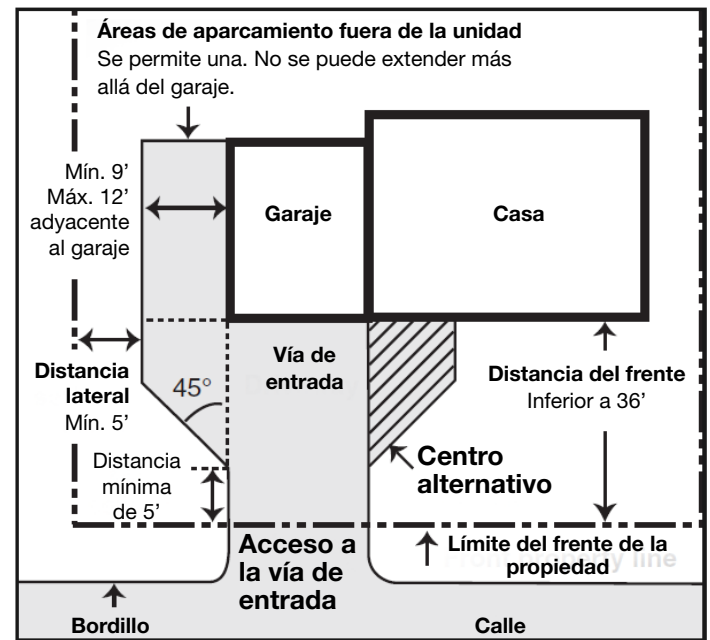 Áreas de aparcamiento fuera de la unidad
Se permite una. No se puede extender más
allá del garaje.
Mín. 9’
Máx. 12’
adyacente
al garaje
Garaje
Casa
Distancia
lateral
Mín. 5’
45°
Vía de
entrada
Distancia del frente
Inferior a 36’
Centro
alternativo
Distancia
mínima
de 5’
Acceso a
la vía de
entrada
Límite del frente de la
propiedad
line
Bordillo
Calle